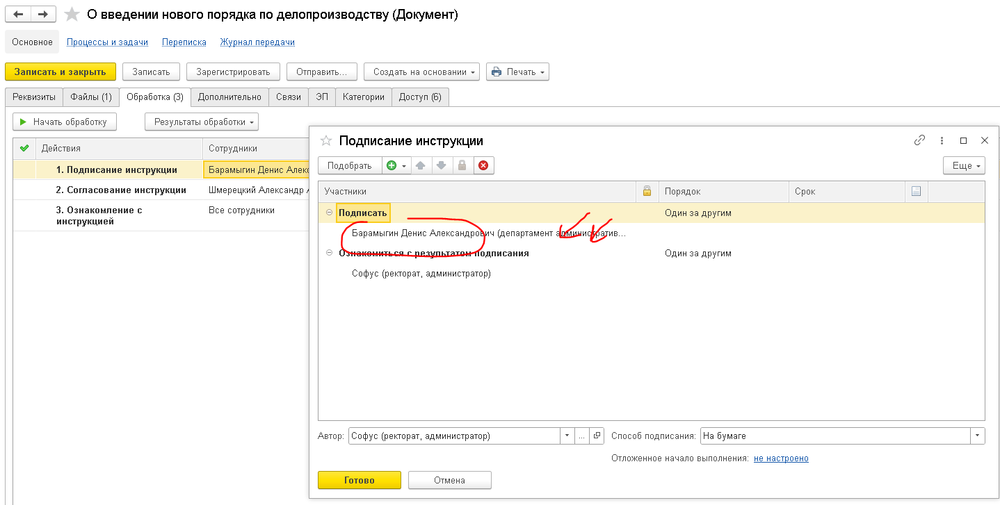 О введении нового порядка по делопроизводству (Документ)
Основное Процессы и задачи Переписка Журнал передачи
Записать и закрыть Записать Зарегистрировать Отправить... Создать на основании Печать
Реквизиты Файлы (1) Обработка (3) Дополнительно Связи ЭП Категории Доступ (6)
Начать обработку Результаты обработки
Действия Сотрудники
1. Подписание инструкции Барамыгин Денис Алекс
2. Согласование инструкции Шмерецкий Александр А
3. Ознакомление с Все сотрудники
инструкцией
Подписание инструкции
Подобрать Еще
Участники Порядок Срок
Подписать Один за другим
Барамыгин Денис Александрович (департамент административ...
Ознакомиться с результатом подписания Один за другим
Софус (ректорат, администратор)
Автор: Софус (ректорат, администратор) ... Способ подписания: На бумаге
Отложенное начало выполнения: не настроено
Готово Отмена